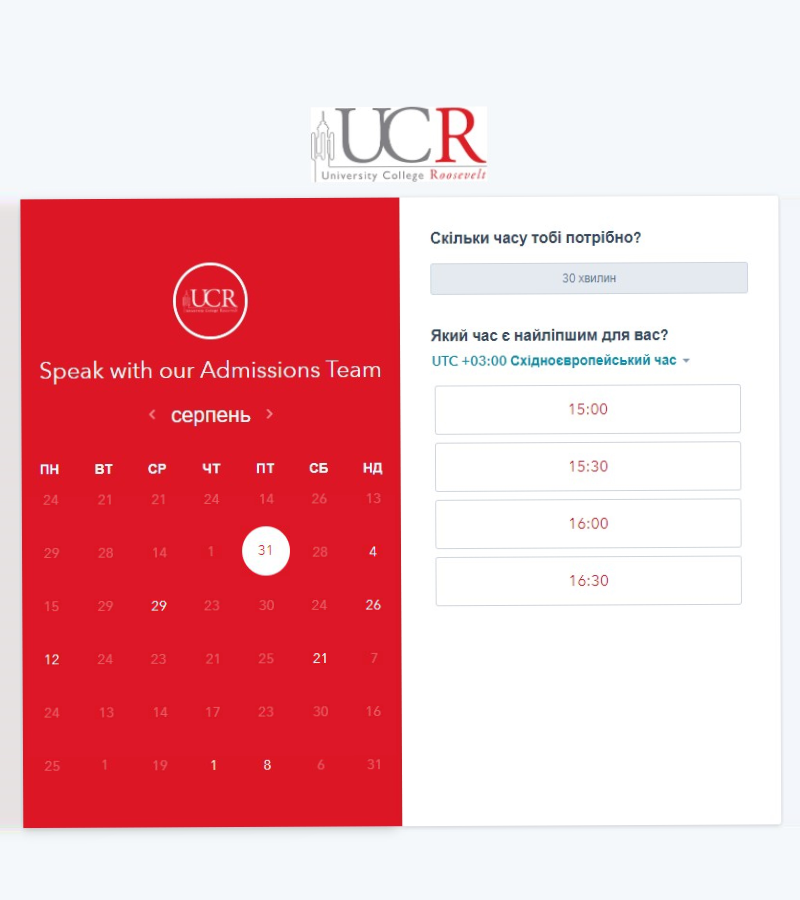 UCR
University College Roosevelt
UCR
Speak with our Admissions Team
серпень
ПН ВТ СР ЧТ ПТ СБ НД
24 21 21 24 14 26 13
29 28 14 1 31 28 4
15 29 29 23 30 24 26
12 24 23 21 25 21 7
24 13 14 17 23 30 16
25 1 19 1 8 6 31
Скільки часу тобі потрібно?
30 хвилин
Який час є найліпшим для вас?
UTC +03:00 Східноєвропейський час
15:00
15:30
16:00
16:30